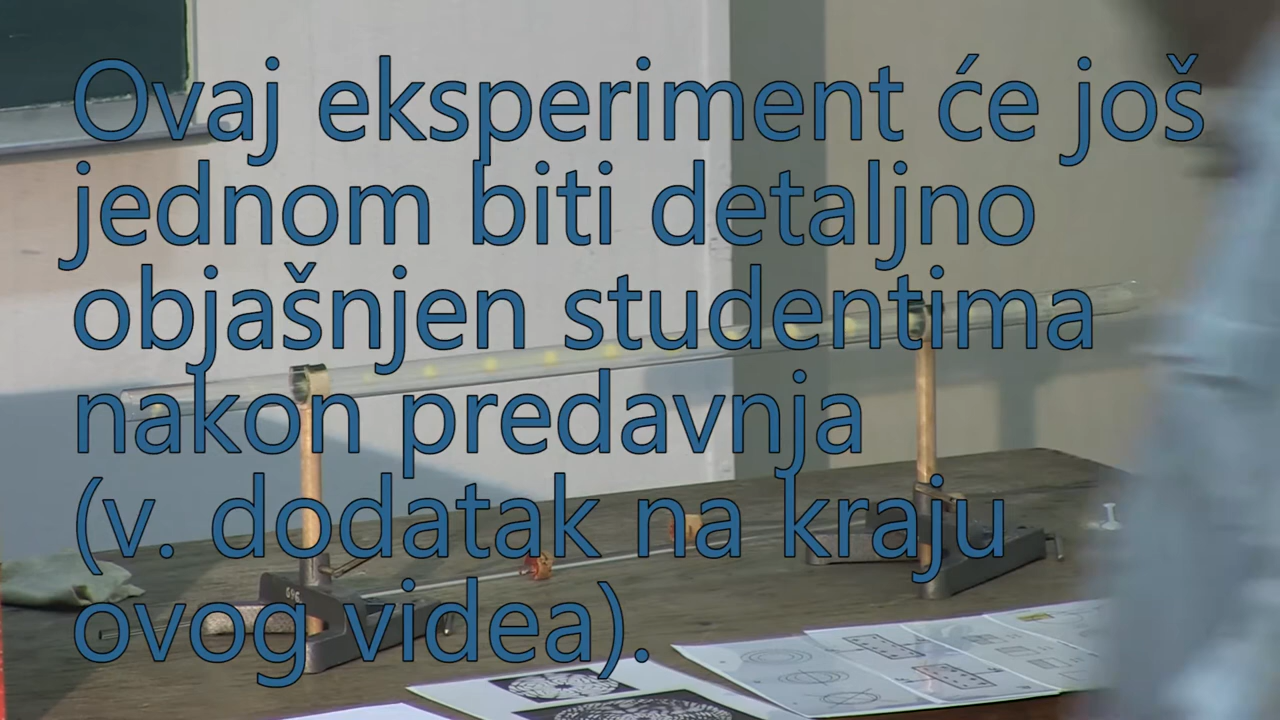 Ovaj eksperiment će još
jednom biti detaljno
objašnjen studentima
nakon predavnja
(v. dodatak na kraju
ovog videa).